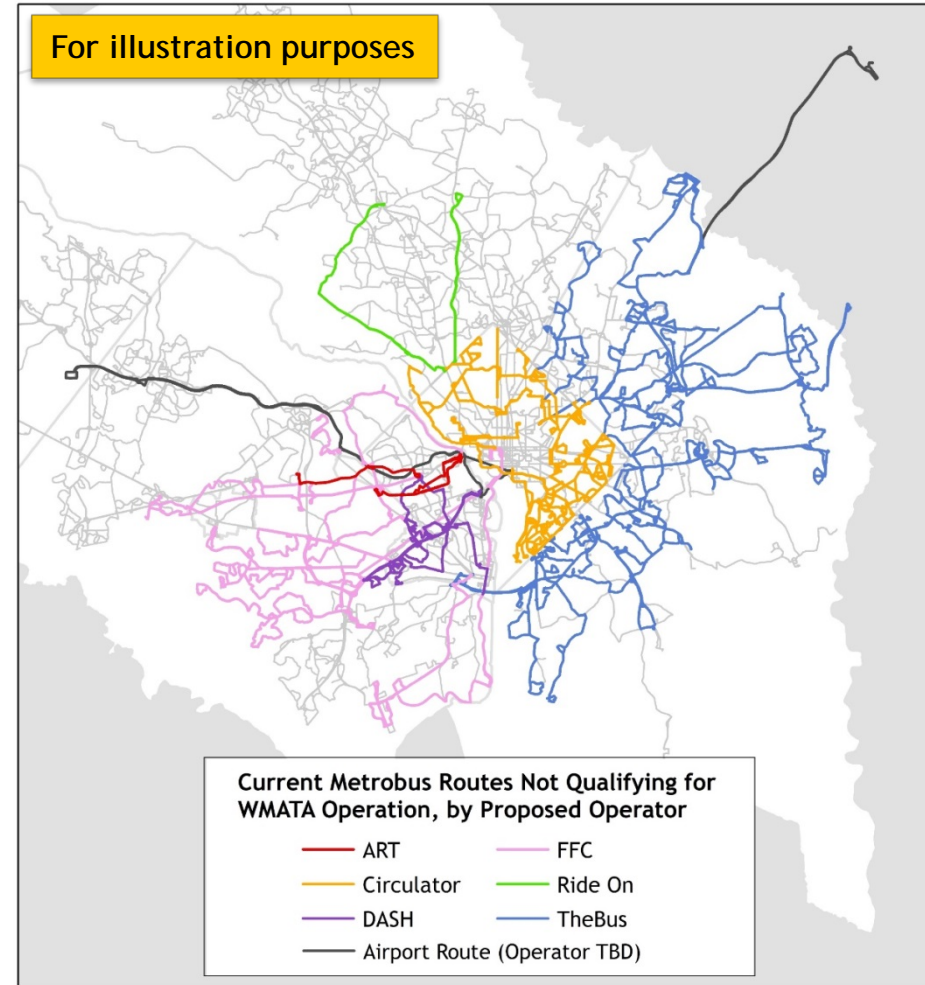 For illustration purposes
Current Metrobus Routes Not Qualifying for
WMATA Operation, by Proposed Operator
ART
FFC
Circulator
Ride On
DASH
TheBus
Airport Route (Operator TBD)